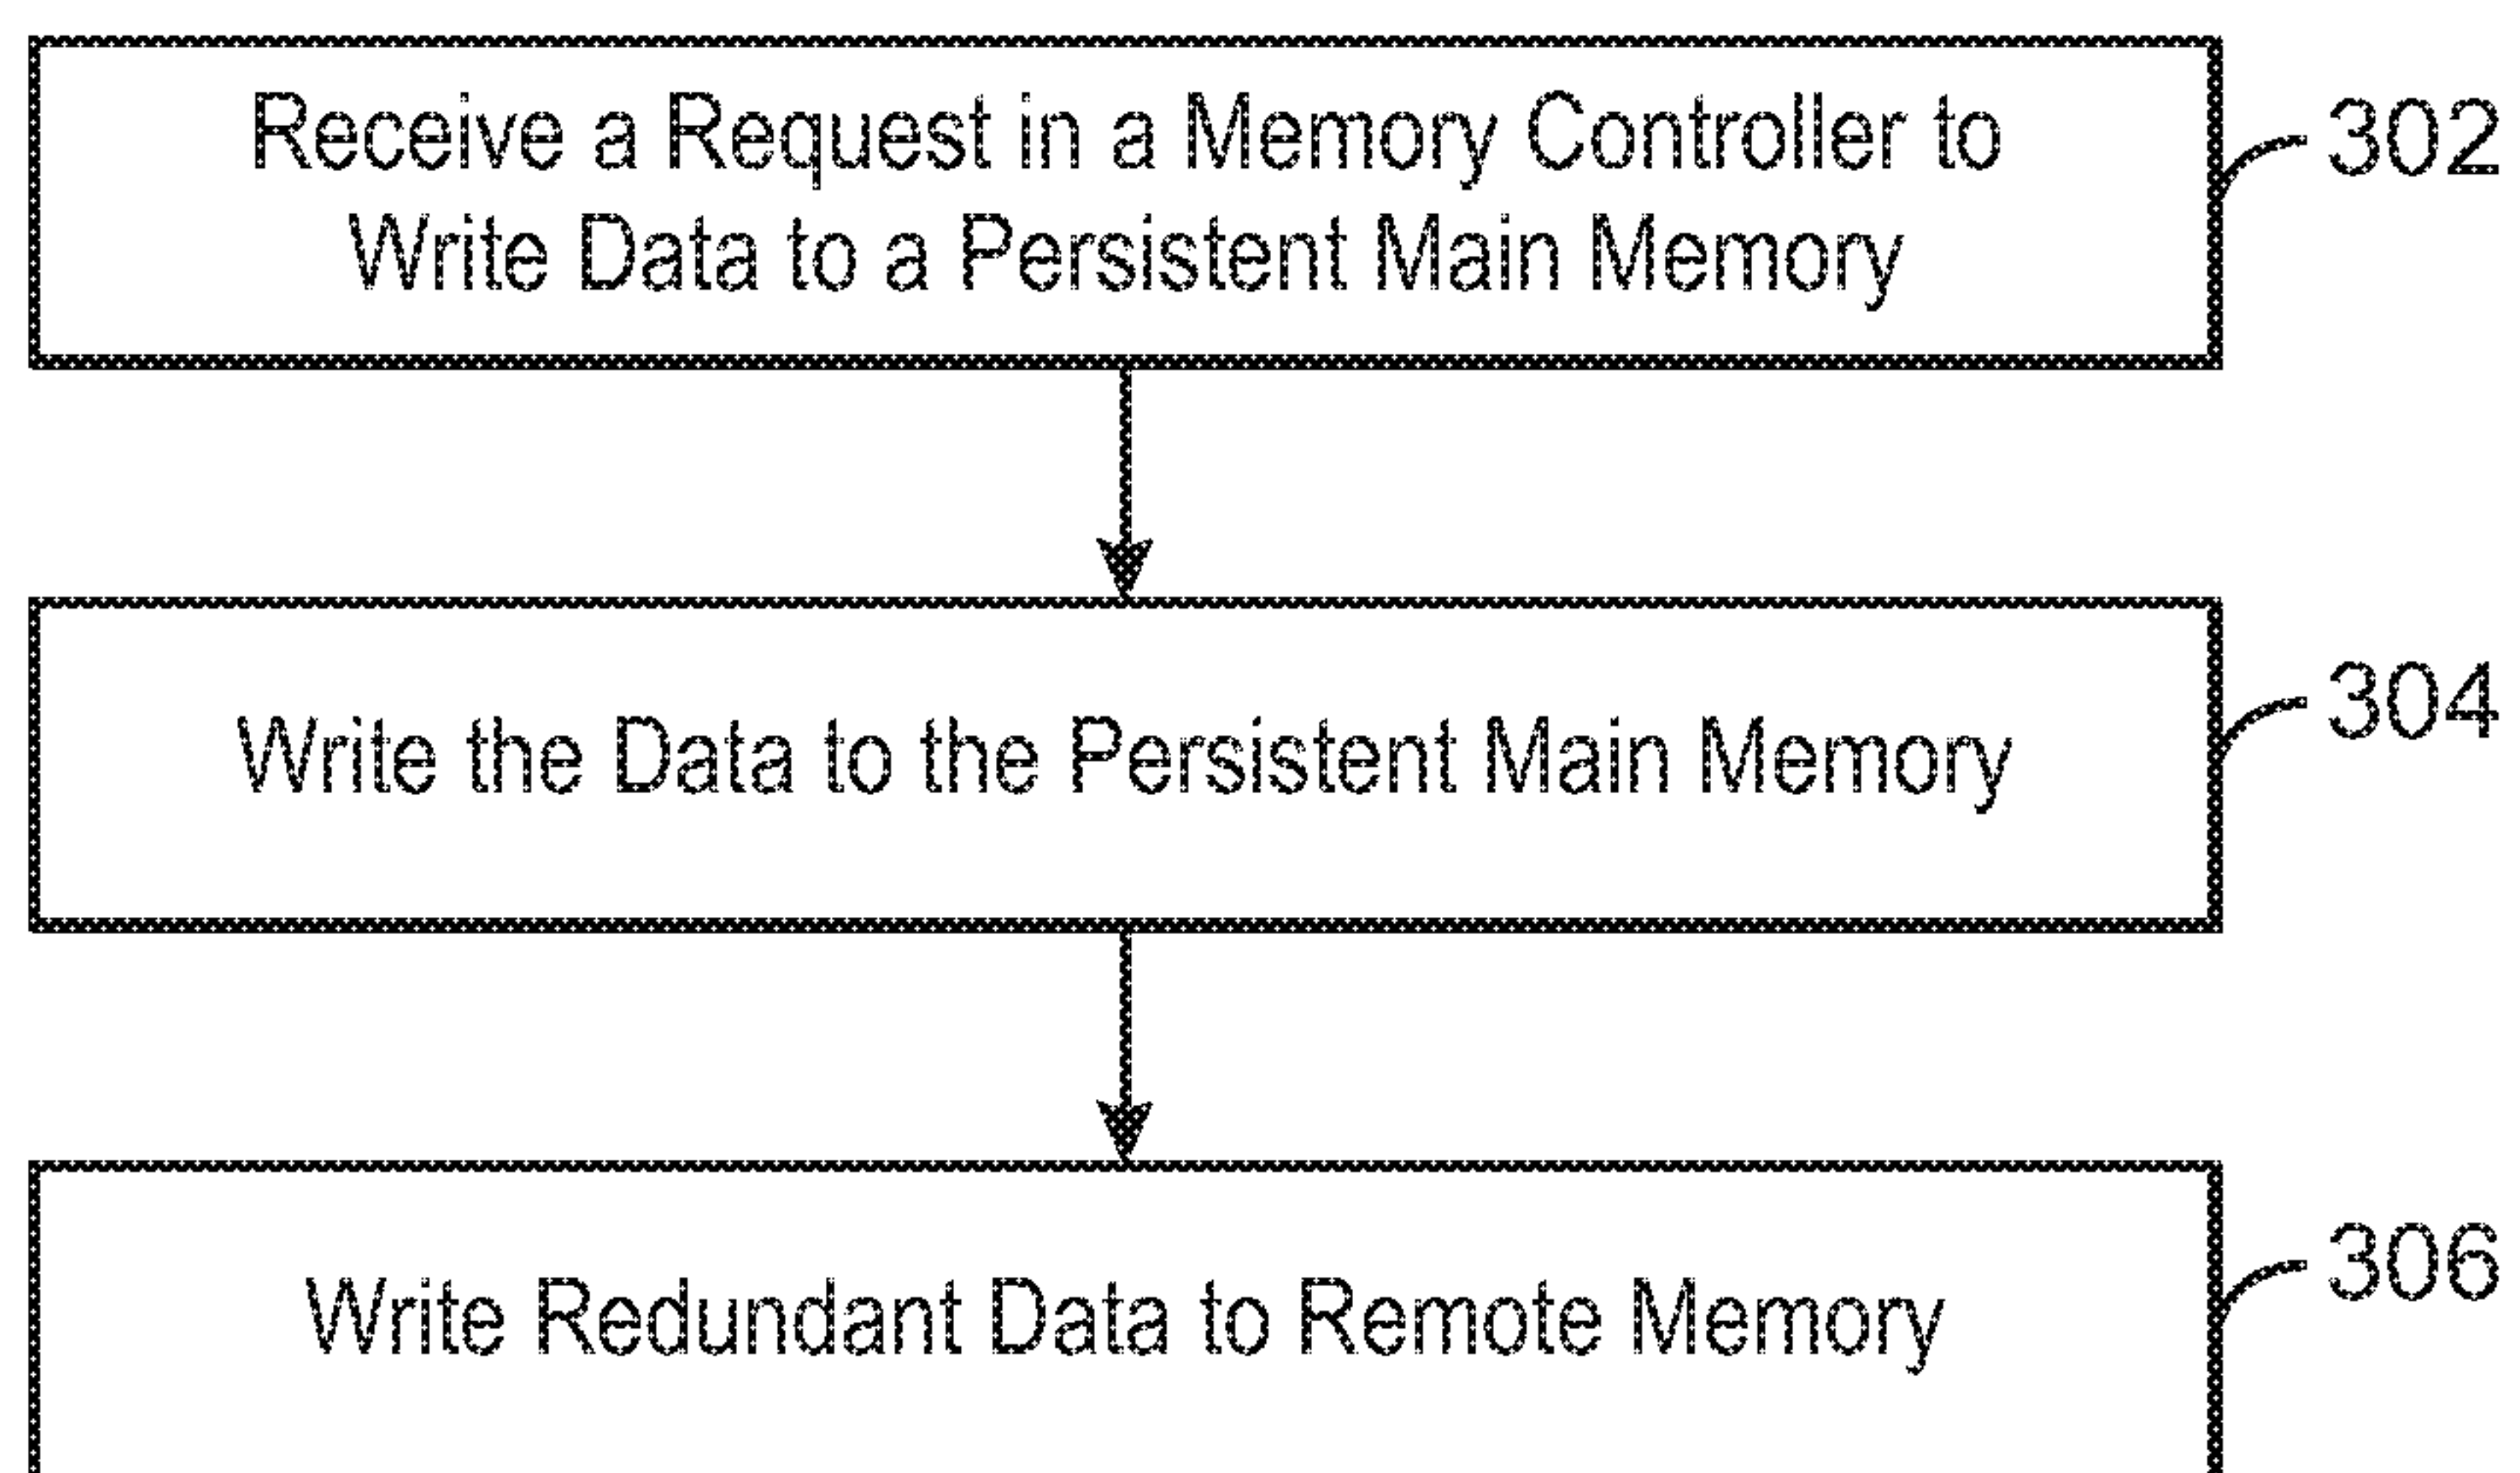 Receive a Request in a Memory Controller to
Write Data to a Persistent Main Memory
302
Write the Data to the Persistent Main Memory
304
Write Redundant Data to Remote Memory
306